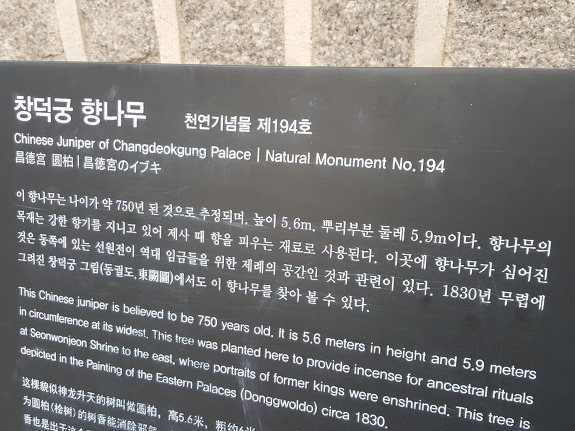 창덕궁 향나무 천연기념물 제194호
Chinese Juniper of Changdeokgung Palace | Natural Monument No.194
昌徳宮 圓柏 | 昌徳宮のイブキ
이 향나무는 나이가 약 750년 된 것으로 추정되며, 높이 5.6m, 뿌리부분 둘레 5.9m이다. 향나무의
목재는 강한 향기를 지니고 있어 제사 때 향을 피우는 재료로 사용된다. 이곳에 향나무가 심어진
것은 동쪽에 있는 선원전이 역대 임금들을 위한 제례의 공간인 것과 관련이 있다. 1830년 무렵에
그려진 창덕궁 그림(동궐도,東闕圖)에서도 이 향나무를 찾아 볼 수 있다.
This Chinese juniper is believed to be 750 years old. It is 5.6 meters in height and 5.9 meters
in circumference at its widest. This tree was planted here to provide incense for ancestral rituals
at Seonwonjeon Shrine to the east, where portraits of former kings were enshrined. This tree is
depicted in the Painting of the Eastern Palaces (Donggwoldo) circa 1830.
这棵貌似神龙升天的树叫做圆柏，高5.6米，粗约6米
为圆柏(桧树)的树香能消除邪气